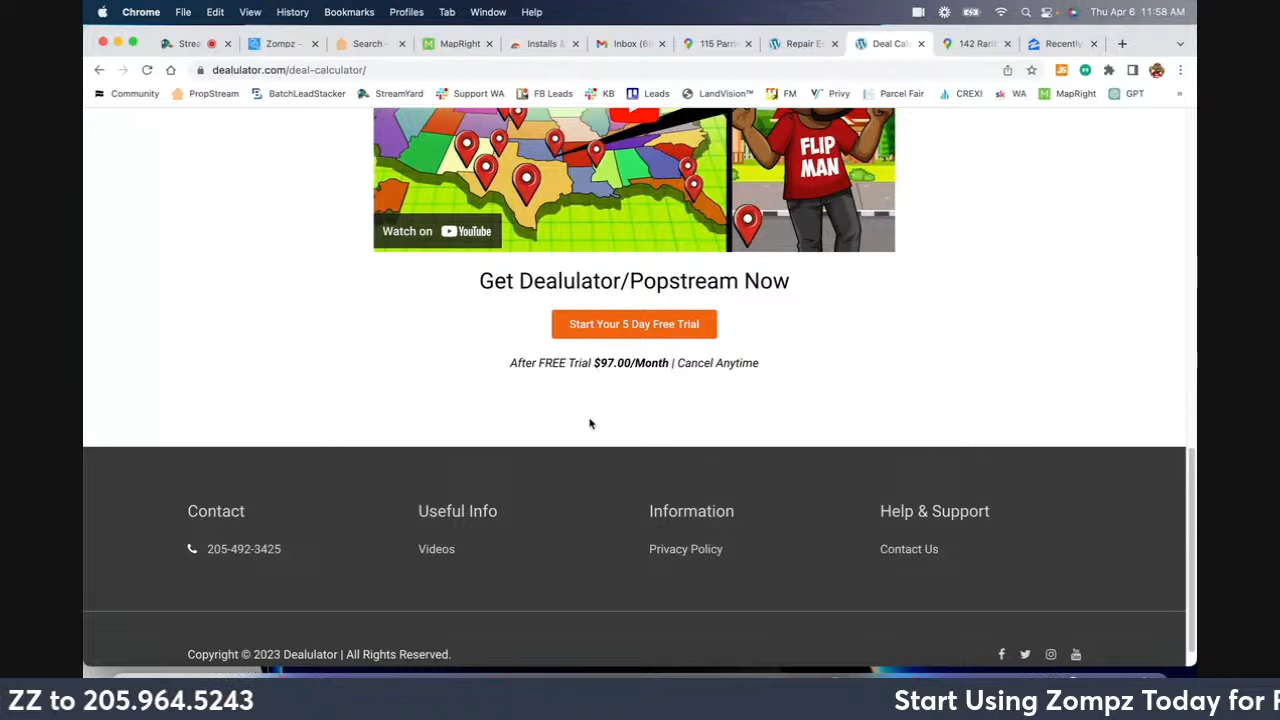 Chrome File Edit View History Bookmarks Profiles Tab Window Help Thu Apr 6 11:58 AM
Strea Zompz - Search - MapRight Installs & Inbox (6 115 Par Repair E Deal Cal 142 Ran Recently
dealulator.com/deal-calculator/
Community PropStream BatchLeadStacker StreamYard Support WA FB Leads KB Leads LandVision™ FM Privy Parcel Fair CREXI WA MapRight GPT »
FLIP
MAN
Watch on YouTube
Get Dealulator/Popstream Now
Start Your 5 Day Free Trial
After FREE Trial $97.00/Month | Cancel Anytime
Contact Useful Info Information Help & Support
205-492-3425 Videos Privacy Policy Contact Us
Copyright © 2023 Dealulator | All Rights Reserved.
ZZ to 205.964.5243 Start Using Zompz Today for